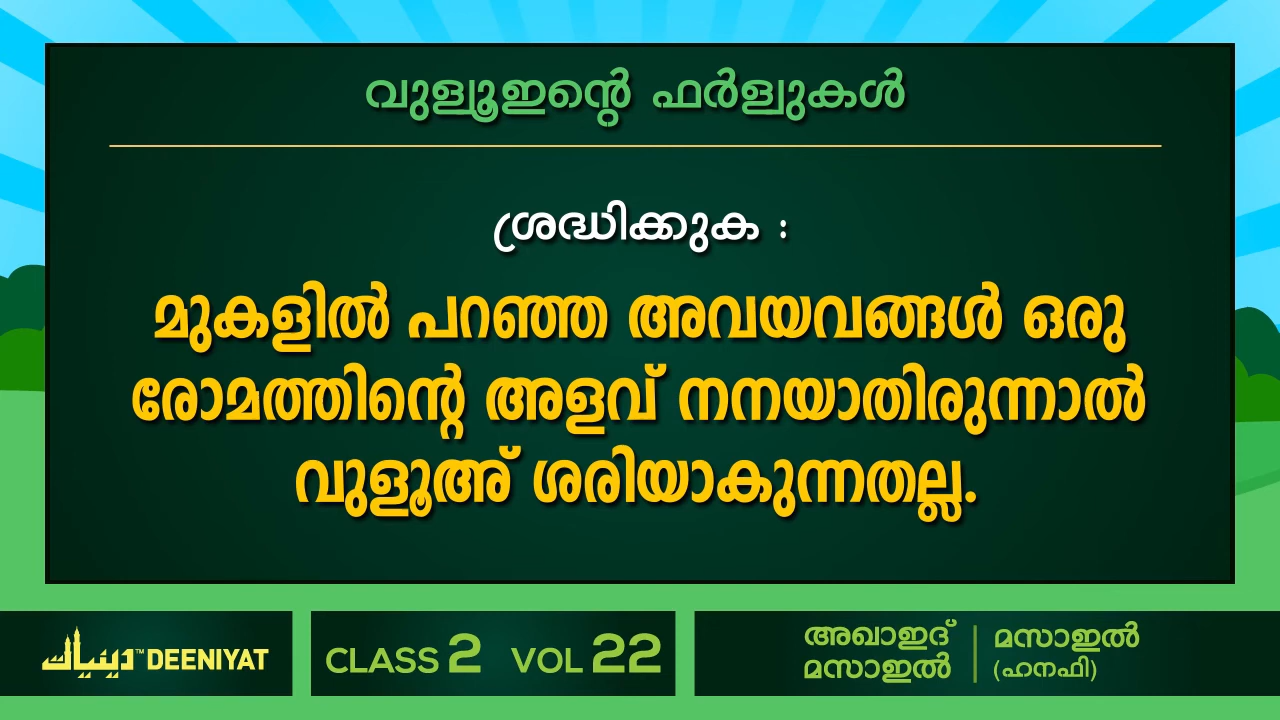 വുള്വൂഇന്റെ ഫർള്വുകൾ
ശ്രദ്ധിക്കുക :
മുകളിൽ പറഞ്ഞ അവയവങ്ങൾ ഒരു
രോമത്തിന്റെ അളവ് നനയാതിരുന്നാൽ
വുളൂഅ് ശരിയാകുന്നതല്ല.
دینیات™ DEENIYAT
CLASS 2 VOL 22
അഖാഇദ്
മസാഇൽ
മസാഇൽ
(ഹനഫി)